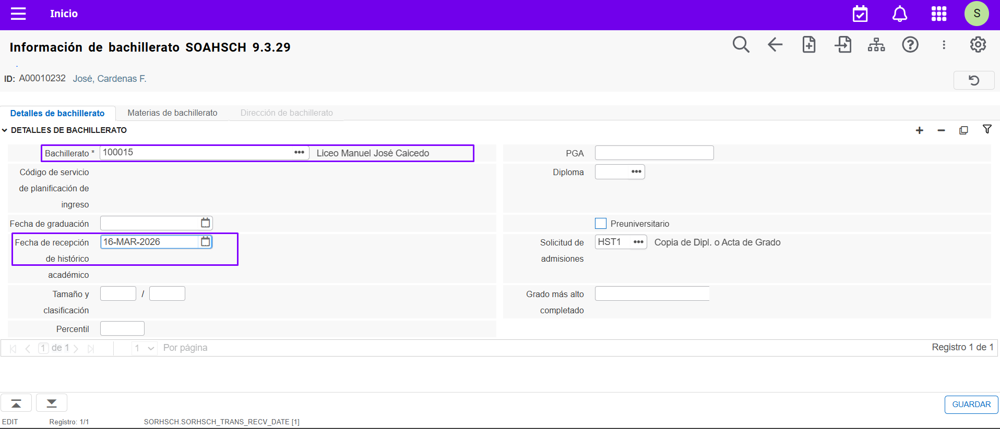 Inicio
S
Información de bachillerato SOAHSCH 9.3.29
ID: A00010232 José, Cardenas F.
Detalles de bachillerato Materias de bachillerato Dirección de bachillerato
DETALLES DE BACHILLERATO
Bachillerato * 100015 Liceo Manuel José Caicedo
PGA
Código de servicio
de planificación de
ingreso
Diploma
Fecha de graduación
Preuniversitario
Fecha de recepción
de histórico
académico
16-MAR-2026
Solicitud de
admisiones
HST1 Copia de Dipl. o Acta de Grado
Tamaño y
clasificación
/
Grado más alto
completado
Percentil
1 de 1 1 Por página Registro 1 de 1
GUARDAR
EDIT Registro: 1/1 SORHSCH.SORHSCH_TRANS_RECV_DATE [1]